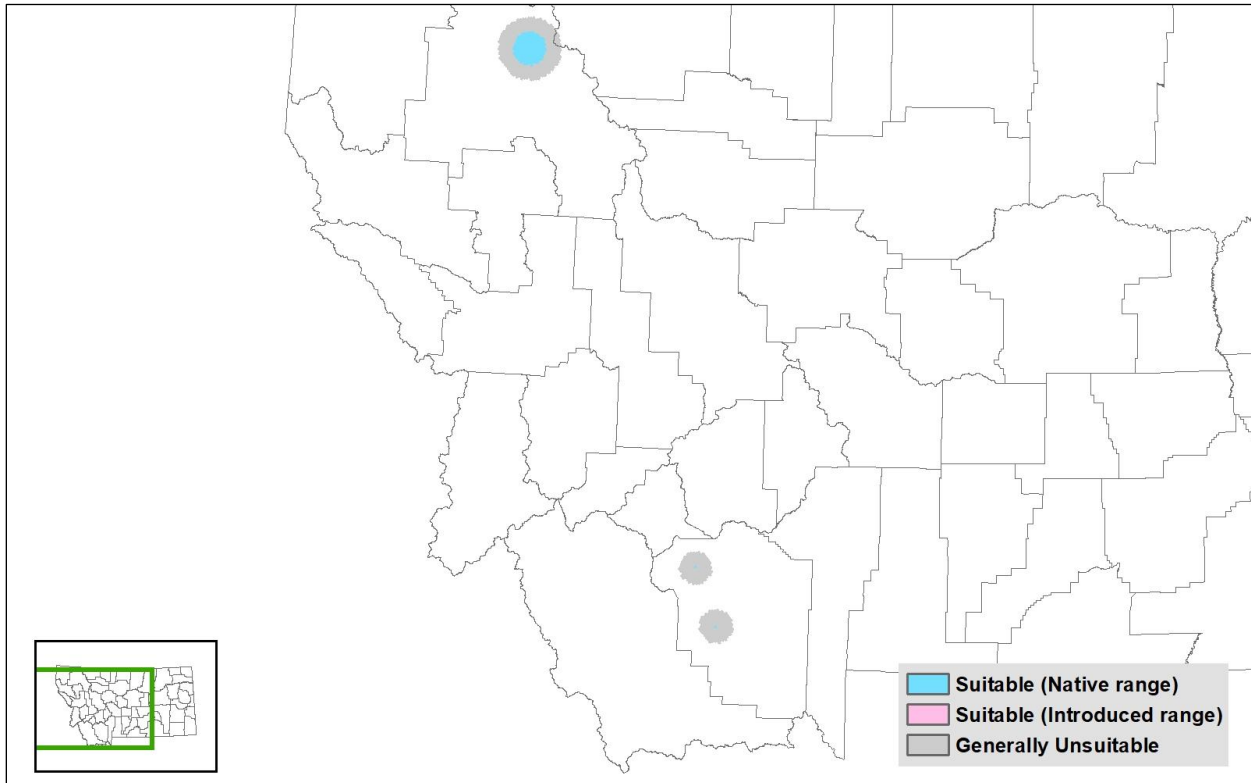 Suitable (Native range)
Suitable (Introduced range)
Generally Unsuitable